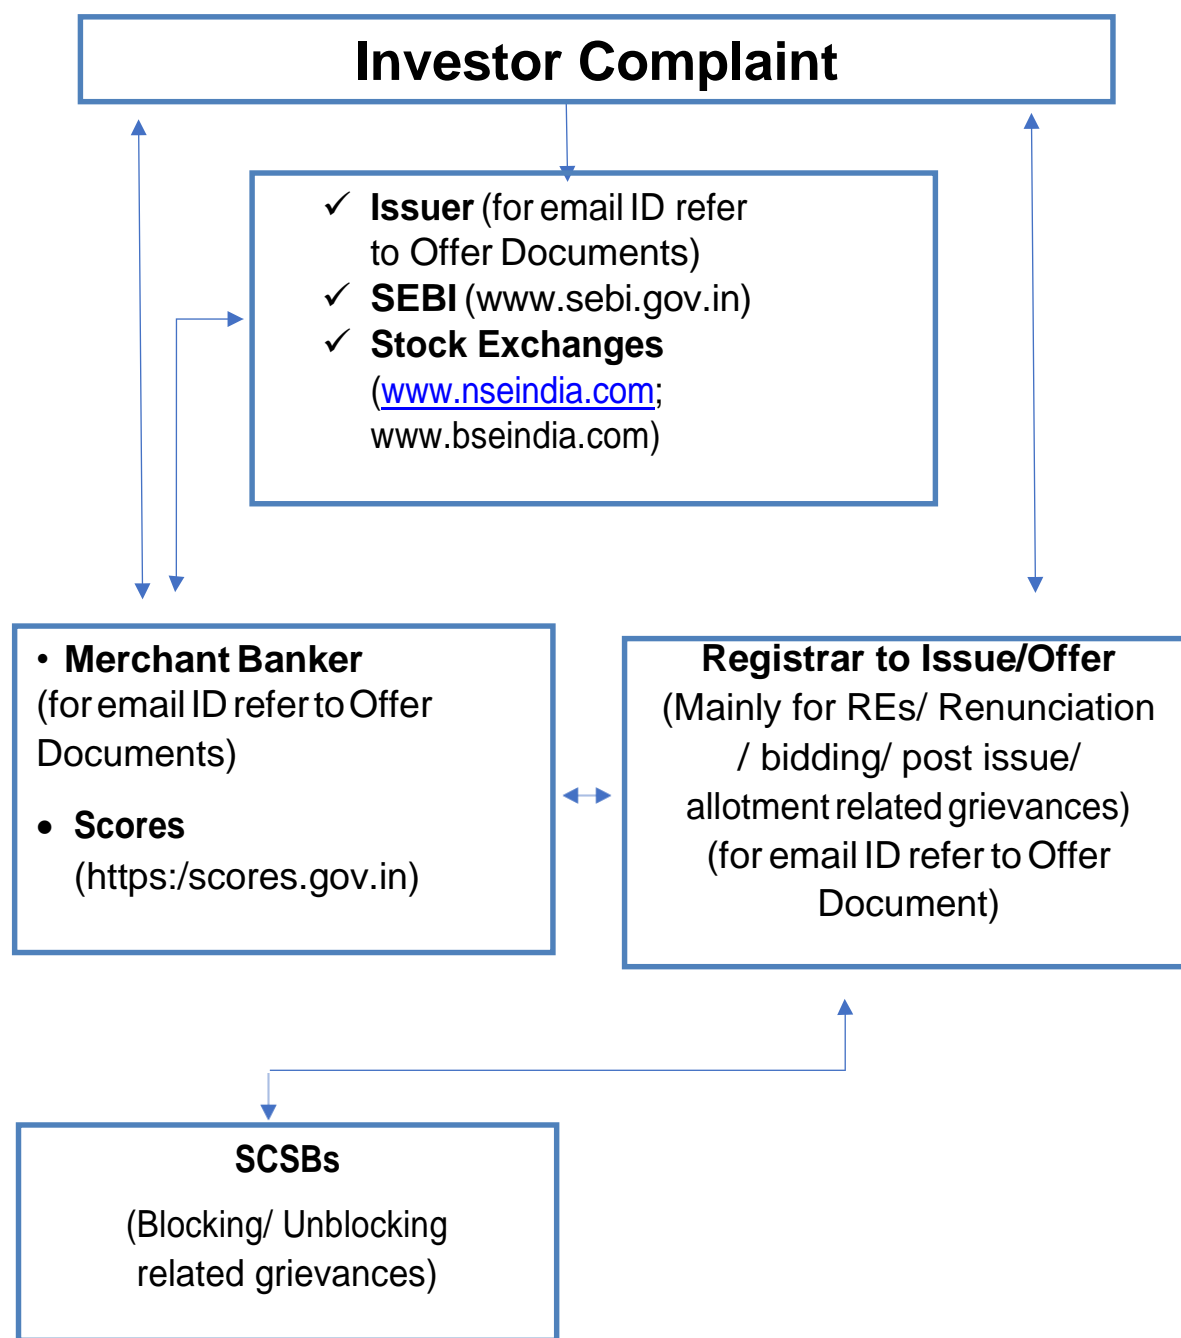 Investor Complaint
✓ Issuer (for email ID refer
to Offer Documents)
✓ SEBI (www.sebi.gov.in)
✓ Stock Exchanges
(www.nseindia.com;
www.bseindia.com)
• Merchant Banker
(for email ID refer to Offer
Documents)
• Scores
(https:/scores.gov.in)
Registrar to Issue/Offer
(Mainly for REs/ Renunciation
/ bidding/ post issue/
allotment related grievances)
(for email ID refer to Offer
Document)
SCSBs
(Blocking/ Unblocking
related grievances)